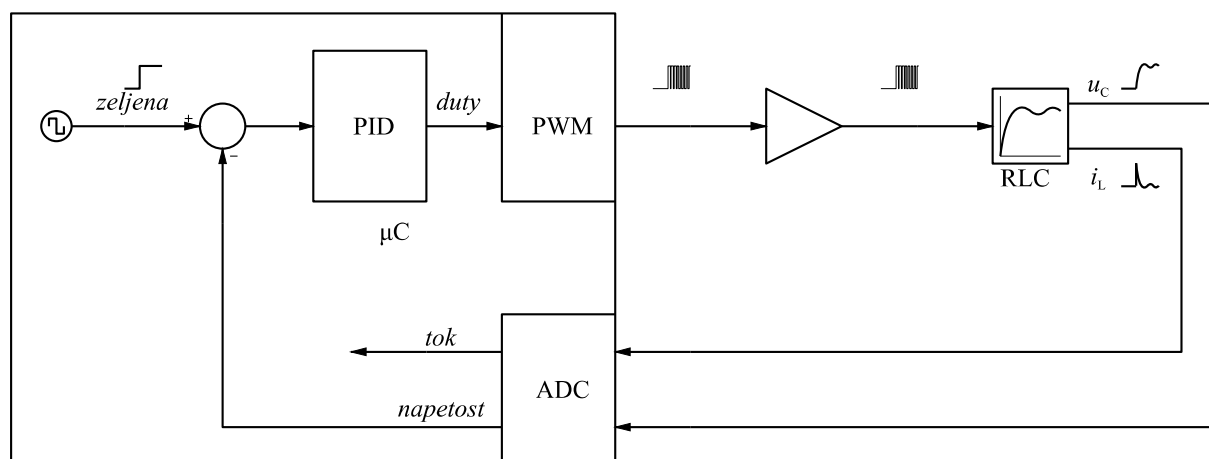 zeljena
+
−
PID
duty
PWM
u_C
RLC
i_L
μC
tok
ADC
napetost